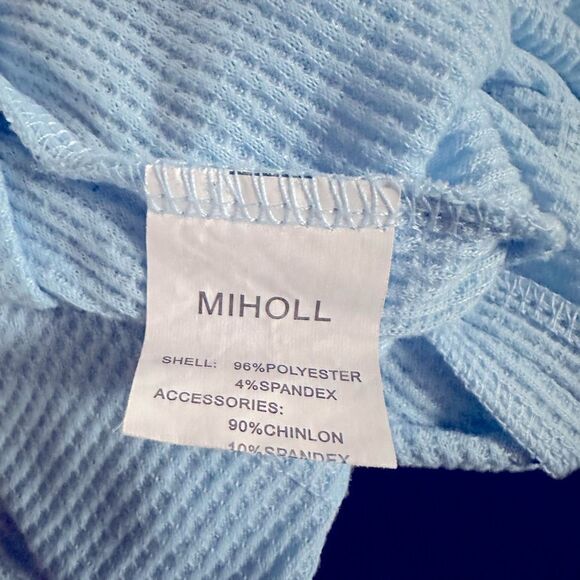 MIHOLL
SHELL: 96%POLYESTER
4%SPANDEX
ACCESSORIES:
90%CHINLON
10%SPANDEX